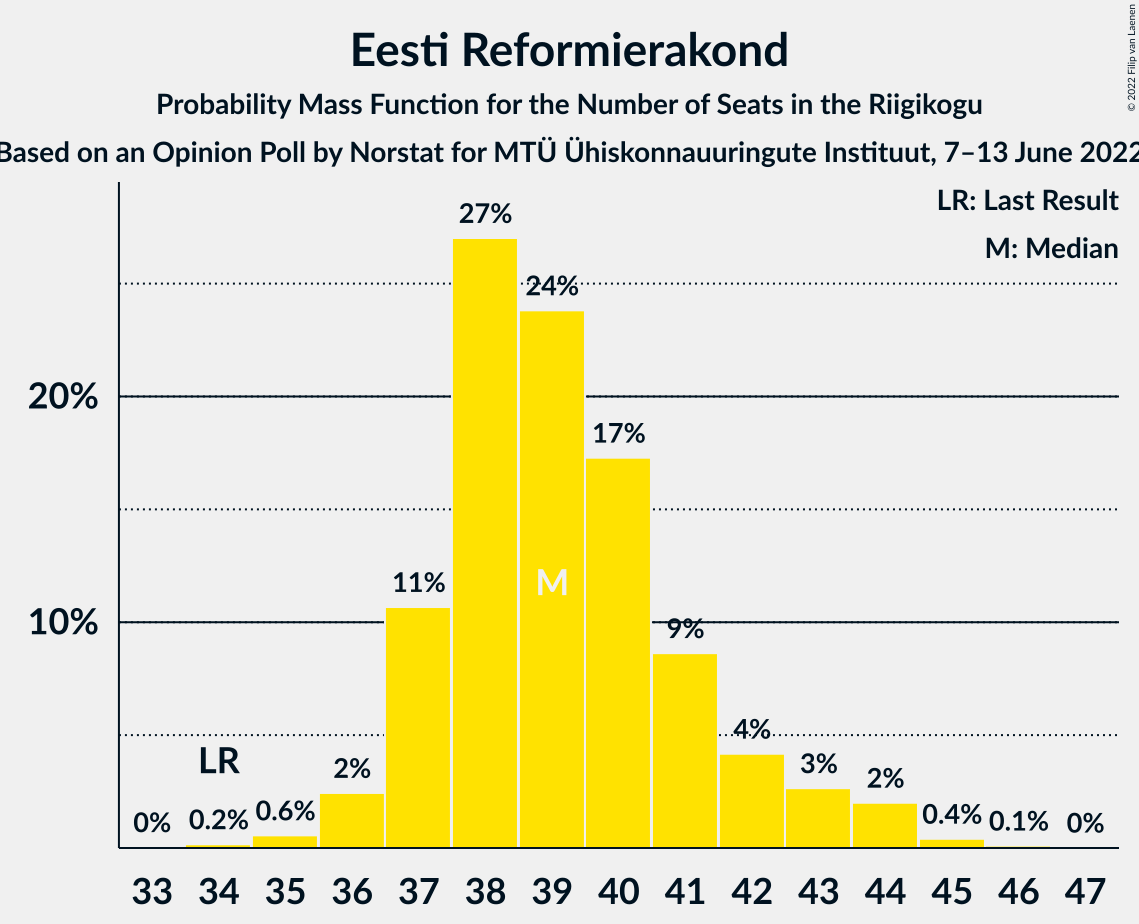 Eesti Reformierakond
Probability Mass Function for the Number of Seats in the Riigikogu
Based on an Opinion Poll by Norstat for MTÜ Ühiskonnauuringute Instituut, 7–13 June 2022
© 2022 Filip van Laenen
LR: Last Result
M: Median
27%
24%
20%
17%
11%
M
10%
9%
4%
LR
3%
2%
2%
0.6%
0.4%
0.2%
0.1%
0%
0%
33 34 35 36 37 38 39 40 41 42 43 44 45 46 47